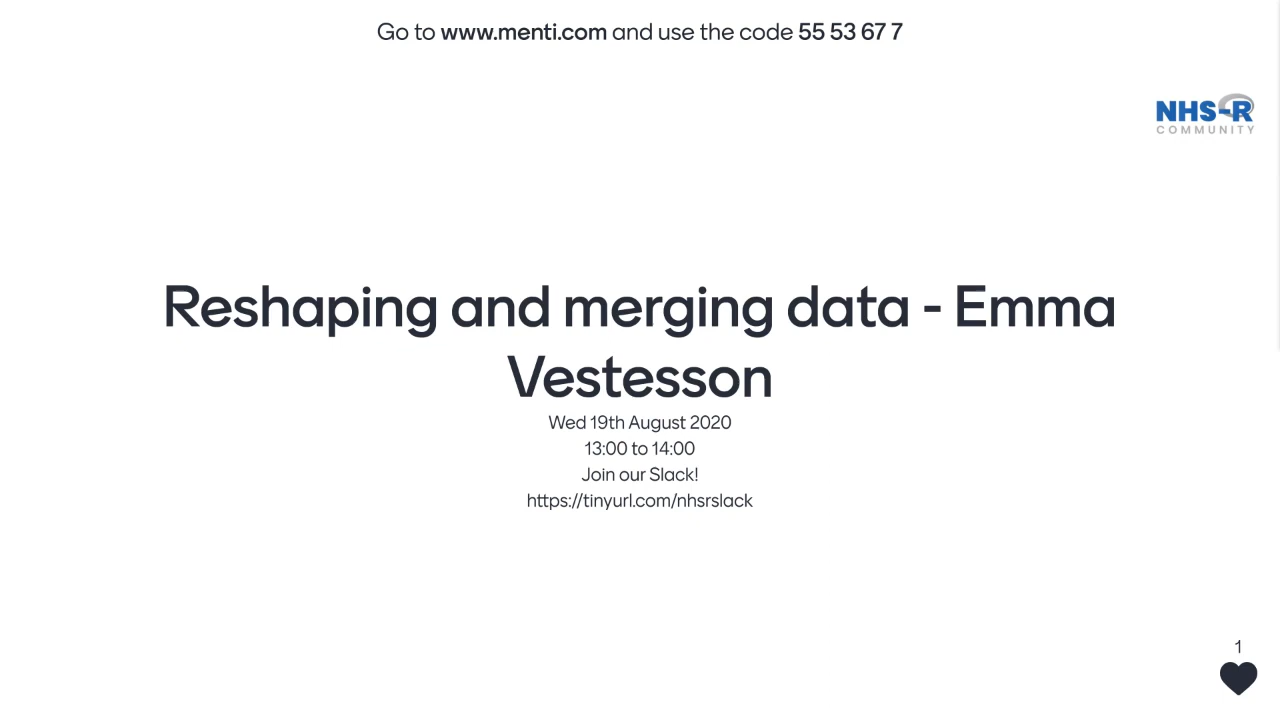 Go to www.menti.com and use the code 55 53 67 7
NHS-R
COMMUNITY
Reshaping and merging data - Emma
Vestesson
Wed 19th August 2020
13:00 to 14:00
Join our Slack!
https://tinyurl.com/nhsrslack
1